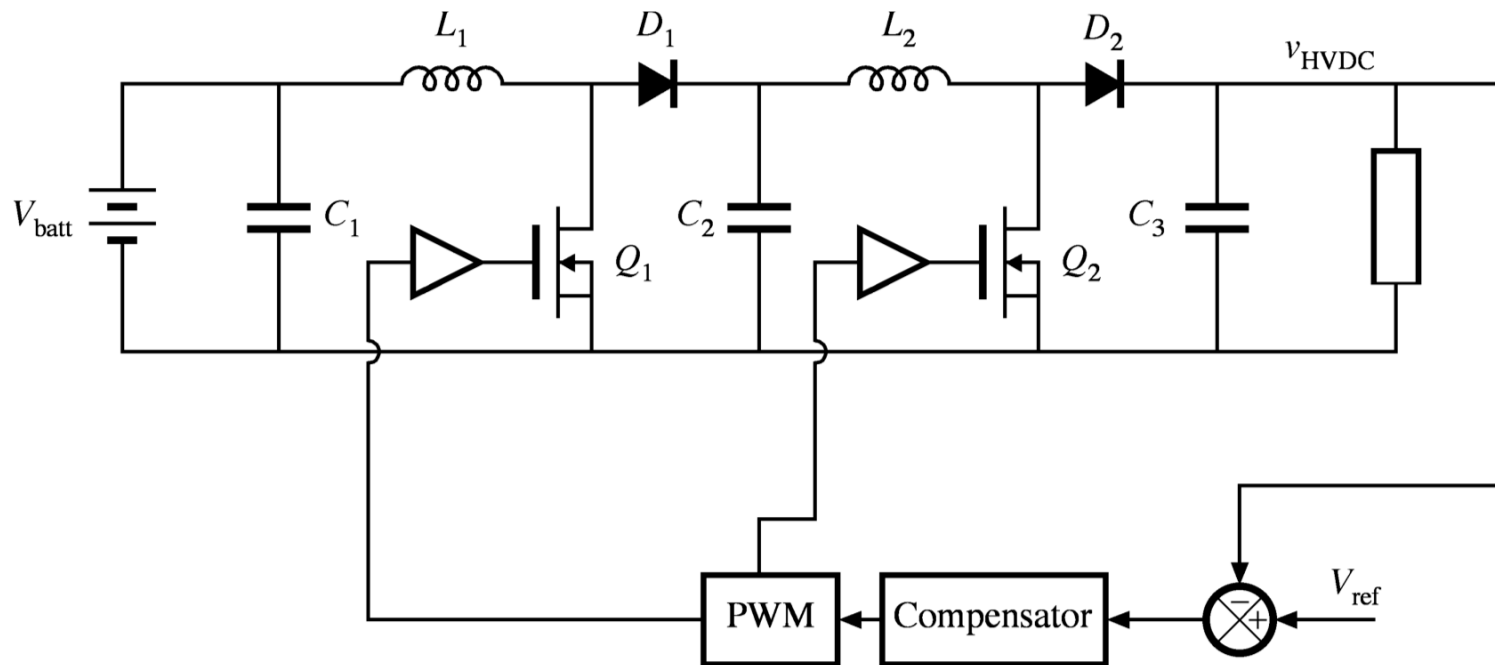 L1
D1
L2
D2
vHVDC
Vbatt
C1
Q1
C2
Q2
C3
PWM
Compensator
−
+
Vref